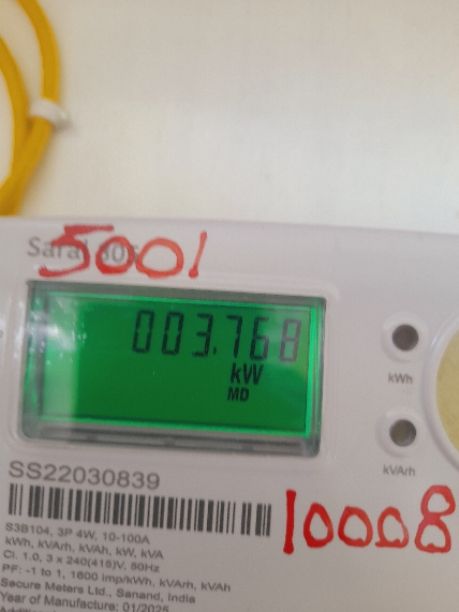 Saral 305
5001
003.768
kW
MD
kWh
kVArh
SS22030839
10008
S3B104, 3P 4W, 10-100A
kWh, kVArh, kVAh, kW, kVA
Cl. 1.0, 3 x 240(415)V, 50Hz
PF: -1 to 1, 1600 imp/kWh, kVArh, kVAh
Secure Meters Ltd., Sanand, India
Year of Manufacture: 01/2025